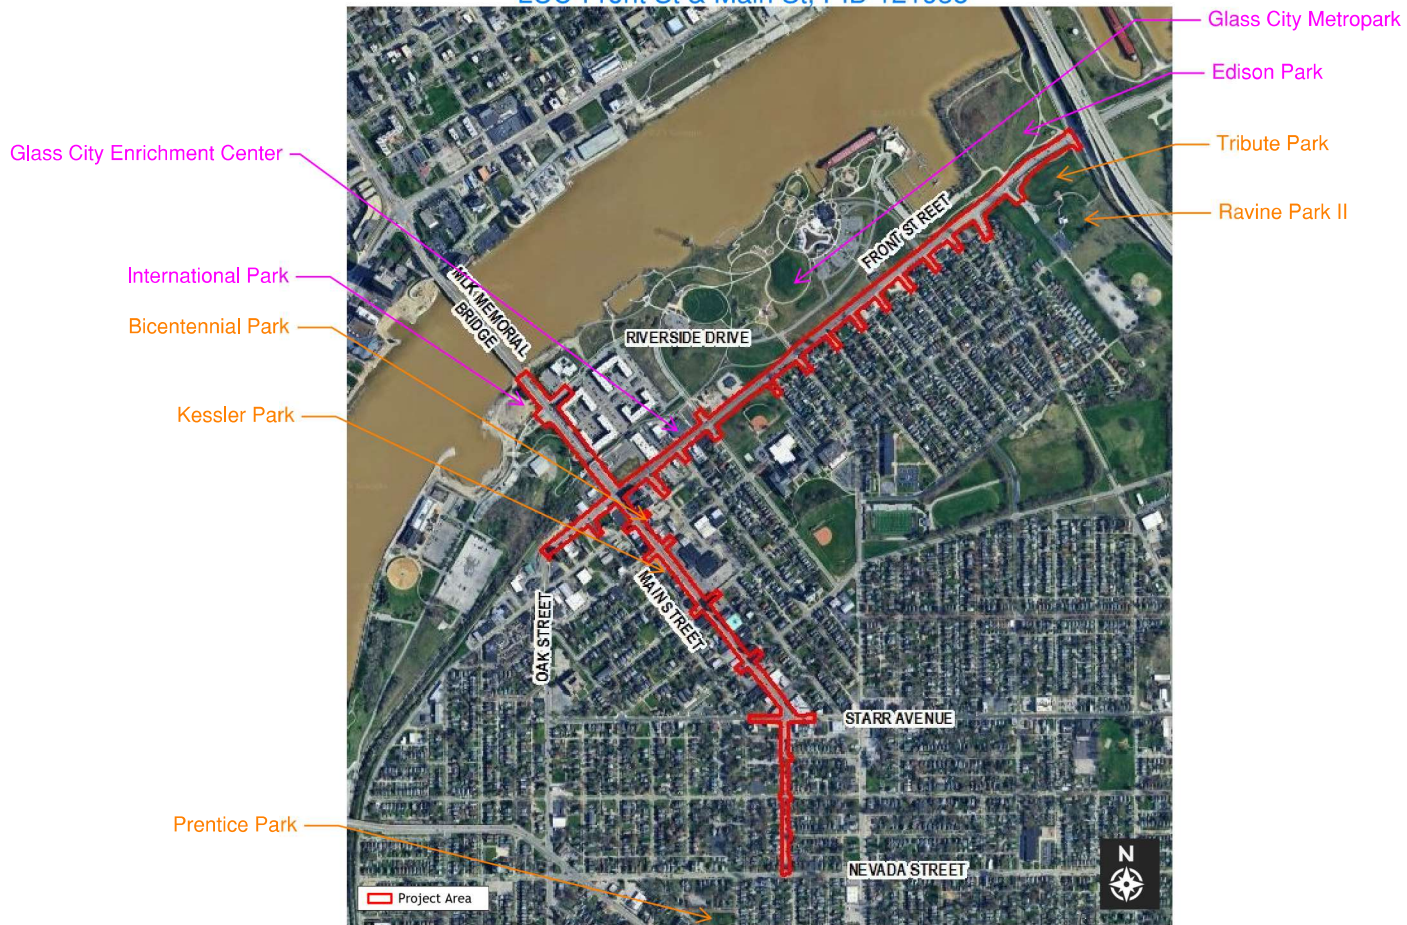 Glass City Metropark
Edison Park
Tribute Park
Ravine Park II
Glass City Enrichment Center
International Park
Bicentennial Park
Kessler Park
Prentice Park
MLK MEMORIAL
BRIDGE
FRONT STREET
RIVERSIDE DRIVE
MAIN STREET
OAK STREET
STARR AVENUE
NEVADA STREET
Project Area
N